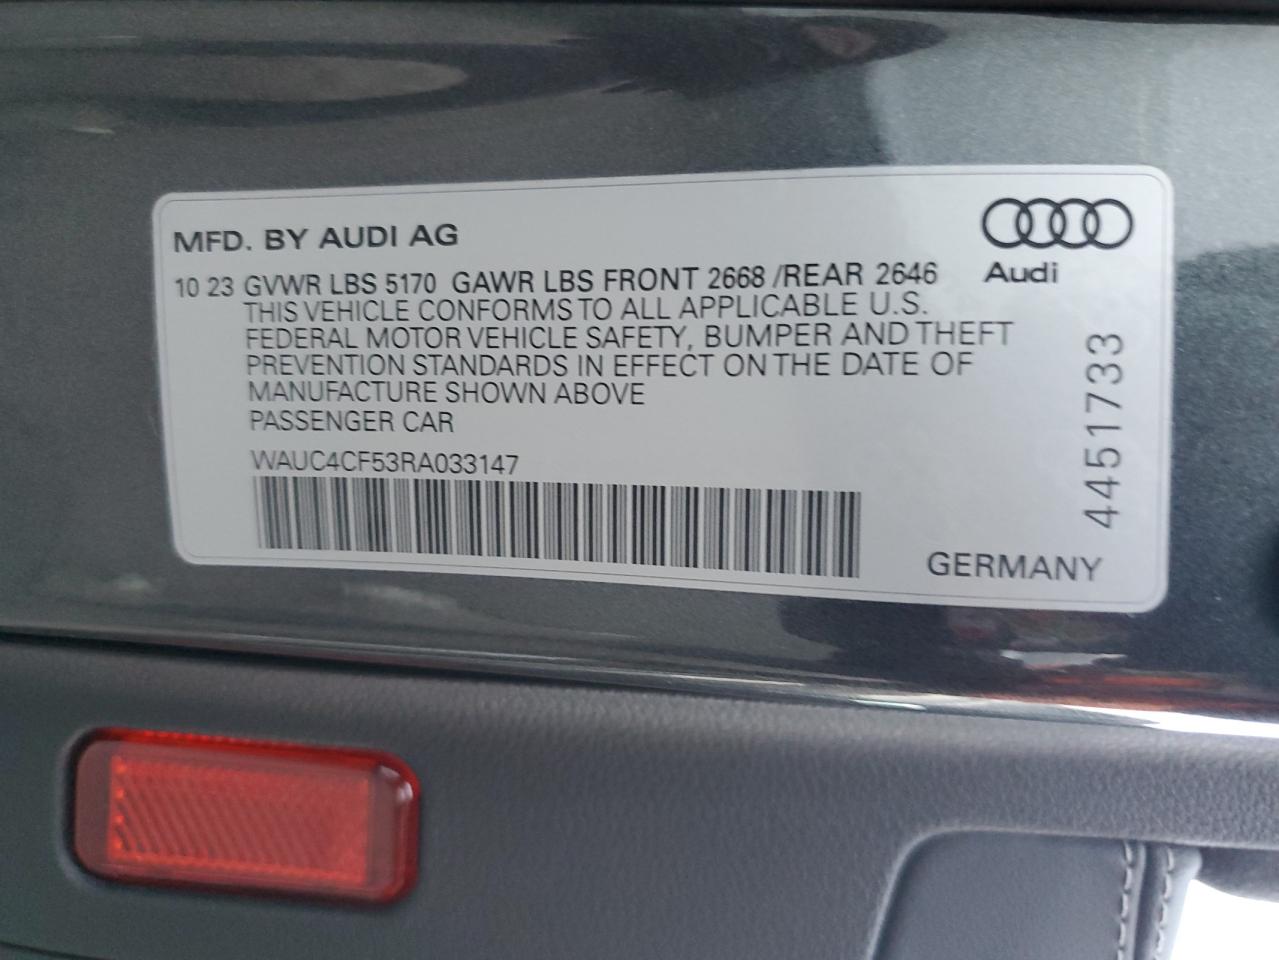 MFD. BY AUDI AG
Audi
10 23 GVWR LBS 5170 GAWR LBS FRONT 2668 /REAR 2646
THIS VEHICLE CONFORMS TO ALL APPLICABLE U.S.
FEDERAL MOTOR VEHICLE SAFETY, BUMPER AND THEFT
PREVENTION STANDARDS IN EFFECT ON THE DATE OF
MANUFACTURE SHOWN ABOVE
PASSENGER CAR
WAUC4CF53RA033147
4451733
GERMANY